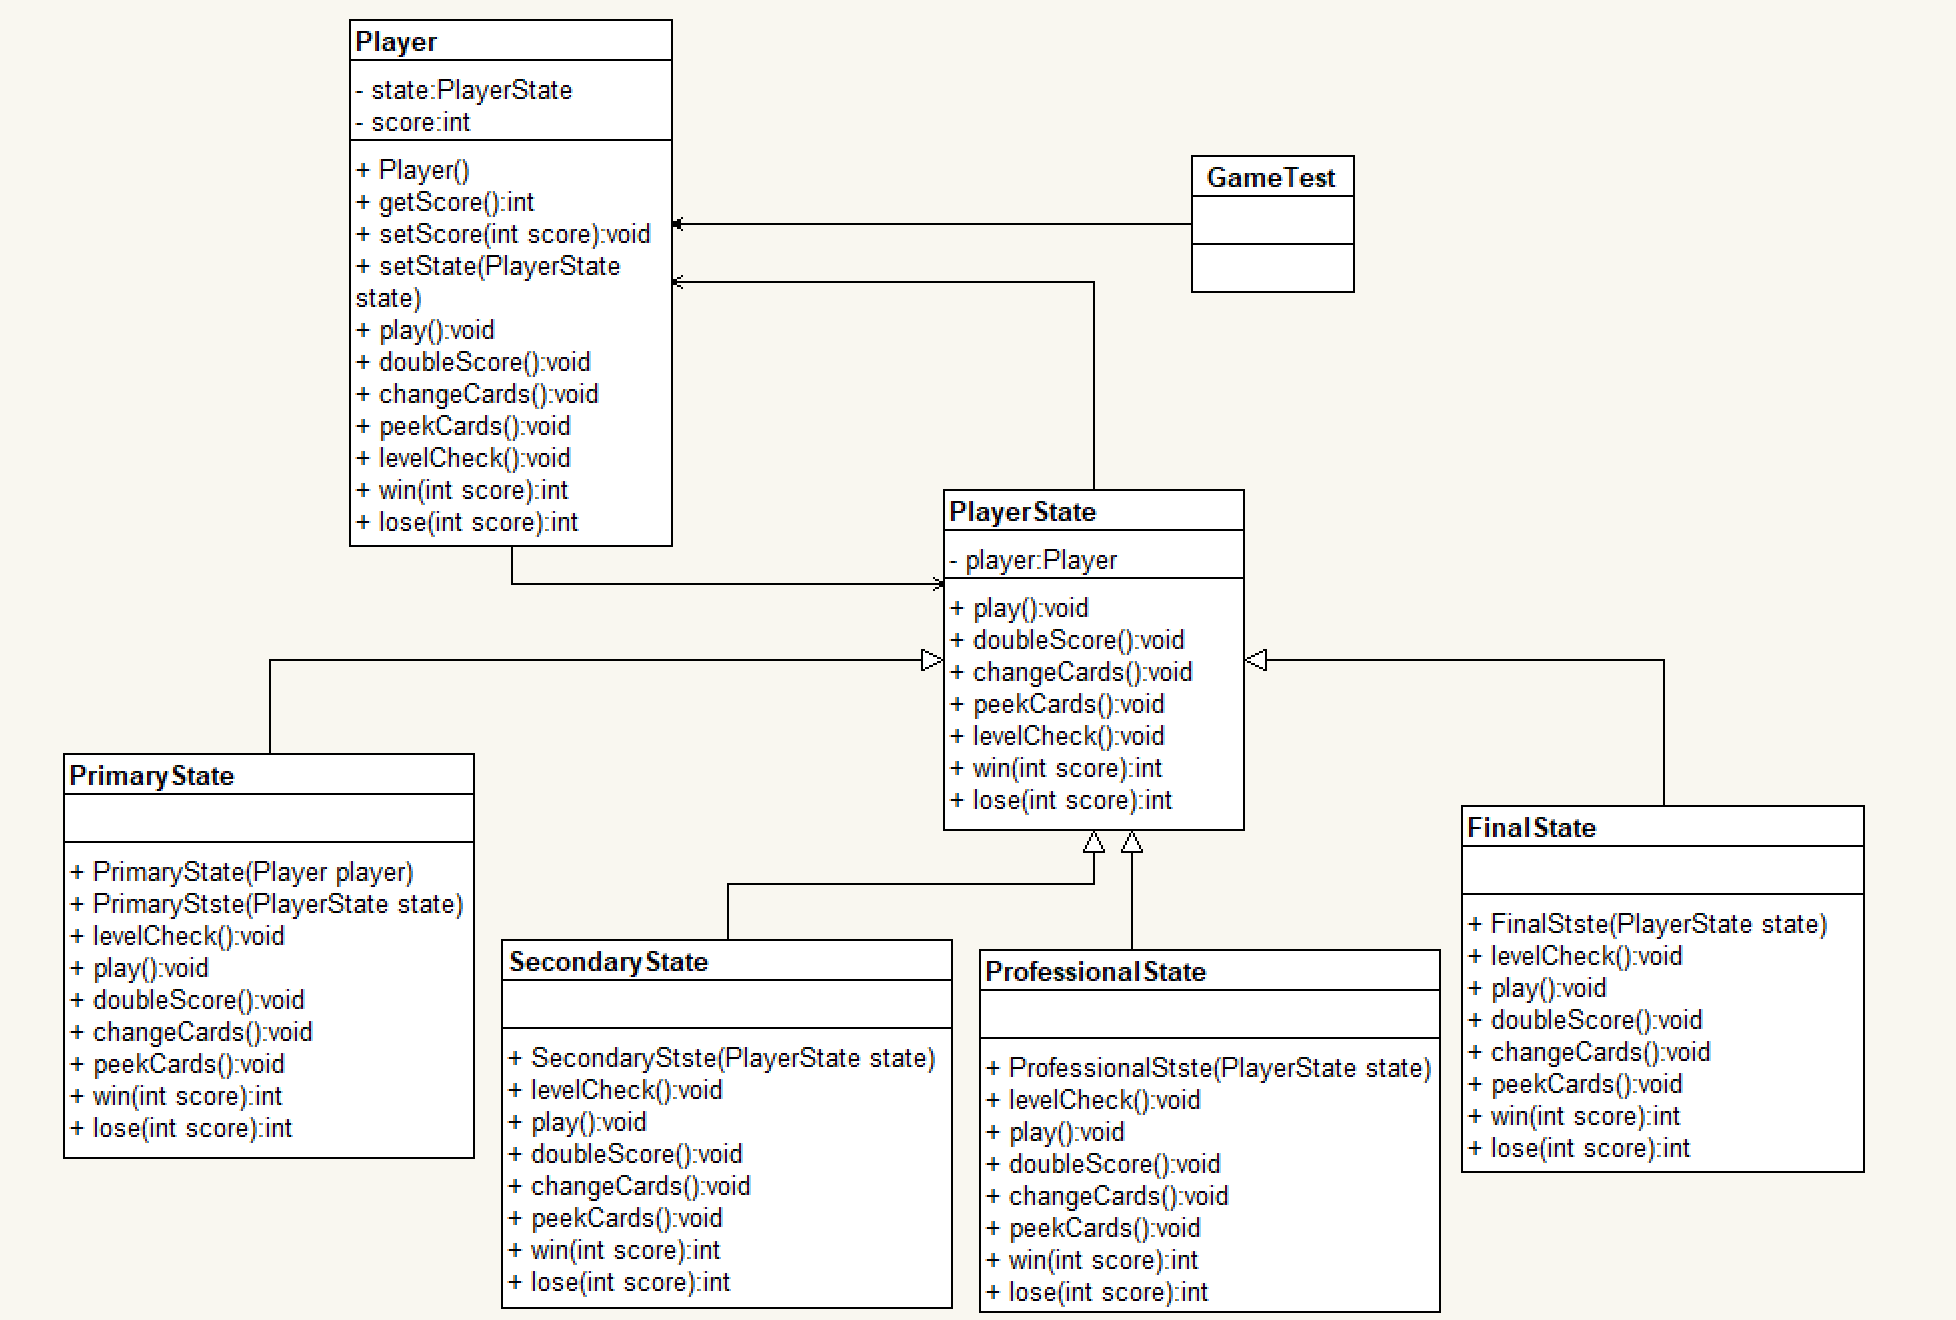 Player
- state:PlayerState
- score:int
+ Player()
+ getScore():int
+ setScore(int score):void
+ setState(PlayerState
state)
+ play():void
+ doubleScore():void
+ changeCards():void
+ peekCards():void
+ levelCheck():void
+ win(int score):int
+ lose(int score):int
GameTest
PlayerState
- player:Player
+ play():void
+ doubleScore():void
+ changeCards():void
+ peekCards():void
+ levelCheck():void
+ win(int score):int
+ lose(int score):int
PrimaryState
+ PrimaryState(Player player)
+ PrimaryStste(PlayerState state)
+ levelCheck():void
+ play():void
+ doubleScore():void
+ changeCards():void
+ peekCards():void
+ win(int score):int
+ lose(int score):int
SecondaryState
+ SecondaryStste(PlayerState state)
+ levelCheck():void
+ play():void
+ doubleScore():void
+ changeCards():void
+ peekCards():void
+ win(int score):int
+ lose(int score):int
ProfessionalState
+ ProfessionalStste(PlayerState state)
+ levelCheck():void
+ play():void
+ doubleScore():void
+ changeCards():void
+ peekCards():void
+ win(int score):int
+ lose(int score):int
FinalState
+ FinalStste(PlayerState state)
+ levelCheck():void
+ play():void
+ doubleScore():void
+ changeCards():void
+ peekCards():void
+ win(int score):int
+ lose(int score):int